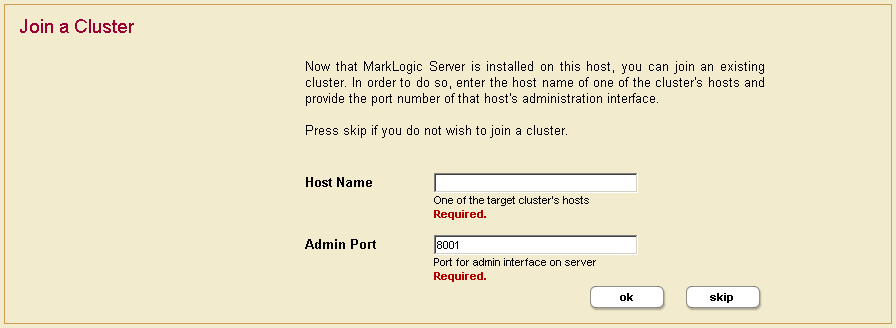 Join a Cluster
Now that MarkLogic Server is installed on this host, you can join an existing
cluster. In order to do so, enter the host name of one of the cluster's hosts and
provide the port number of that host's administration interface.
Press skip if you do not wish to join a cluster.
Host Name
One of the target cluster's hosts
Required.
Admin Port 8001
Port for admin interface on server
Required.
ok skip